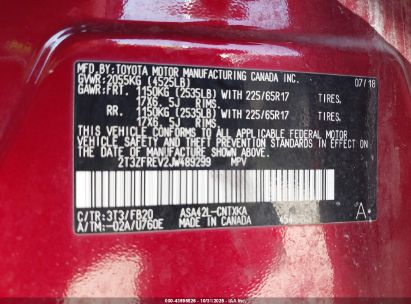 MFD.BY: TOYOTA MOTOR MANUFACTURING CANADA INC.
GVWR: 2055KG (4525LB) 07/18
GAWR: FRT. 1150KG (2535LB) WITH 225/65R17 TIRES.
17X6.5J RIMS.
RR. 1150KG (2535LB) WITH 225/65R17 TIRES.
17X6.5J RIMS.
THIS VEHICLE CONFORMS TO ALL APPLICABLE FEDERAL MOTOR
VEHICLE SAFETY AND THEFT PREVENTION STANDARDS IN EFFECT
ON THE DATE OF MANUFACTURE SHOWN ABOVE.
2T3ZFREV2JW489299 MPV
C/TR: 3T3/FB20 ASA42L-CNTXKA A-
A/TM: -02A/U760E MADE IN CANADA 454